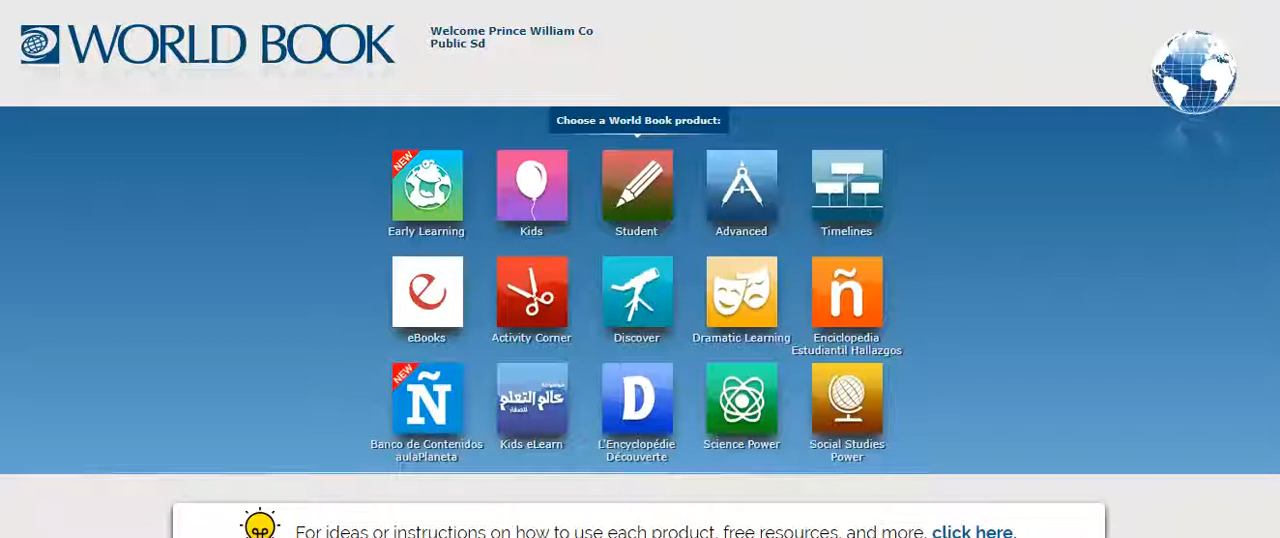 WORLD BOOK
Welcome Prince William Co
Public Sd
Choose a World Book product:
NEW
Early Learning
Kids
Student
Advanced
Timelines
e
eBooks
Activity Corner
Discover
Dramatic Learning
ñ
Enciclopedia
Estudiantil Hallazgos
NEW
Ñ
Banco de Contenidos
aulaPlaneta
موسوعة
عالم التعلم
للصغار
Kids eLearn
D
L'Encyclopédie
Découverte
Science Power
Social Studies
Power
For ideas or instructions on how to use each product, free resources, and more, click here.